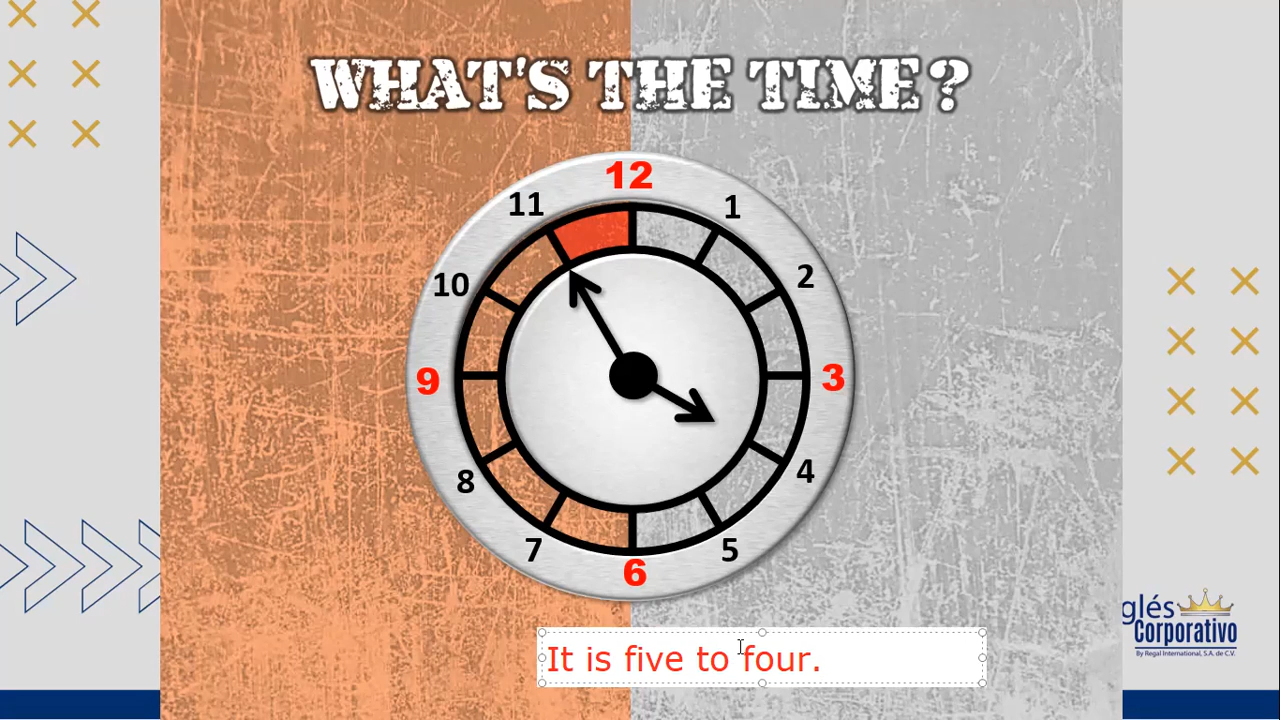 WHAT'S THE TIME?
12
11
1
10
2
9
3
8
4
7
5
6
It is five to four.
glés
Corporativo
By Regal International, S.A. de C.V.